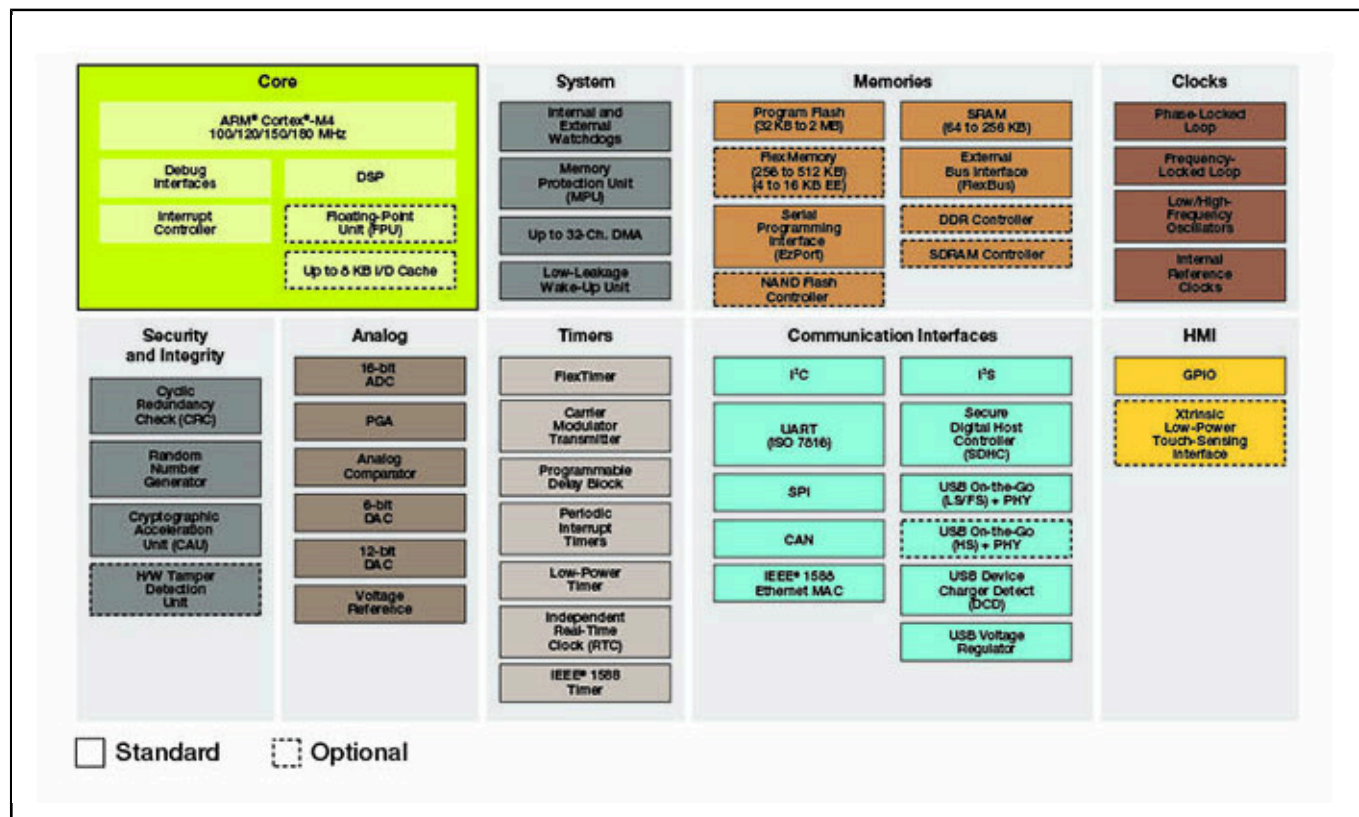 Core
ARM® Cortex®-M4
100/120/150/180 MHz
Debug
Interfaces
DSP
Interrupt
Controller
Floating-Point
Unit (FPU)
Up to 8 KB I/D Cache
System
Internal and
External
Watchdogs
Memory
Protection Unit
(MPU)
Up to 32-Ch. DMA
Low-Leakage
Wake-Up Unit
Memories
Program Flash
(32 KB to 2 MB)
SRAM
(64 to 256 KB)
FlexMemory
(256 to 512 KB)
(4 to 16 KB EE)
External
Bus Interface
(FlexBus)
Serial
Programming
Interface
(EzPort)
DDR Controller
SDRAM Controller
NAND Flash
Controller
Clocks
Phase-Locked
Loop
Frequency-
Locked Loop
Low/High-
Frequency
Oscillators
Internal
Reference
Clocks
Security
and Integrity
Cyclic
Redundancy
Check (CRC)
Random
Number
Generator
Cryptographic
Acceleration
Unit (CAU)
H/W Tamper
Detection
Unit
Analog
16-bit
ADC
PGA
Analog
Comparator
6-bit
DAC
12-bit
DAC
Voltage
Reference
Timers
FlexTimer
Carrier
Modulator
Transmitter
Programmable
Delay Block
Periodic
Interrupt
Timers
Low-Power
Timer
Independent
Real-Time
Clock (RTC)
IEEE® 1588
Timer
Communication Interfaces
I²C
I²S
UART
(ISO 7816)
Secure
Digital Host
Controller
(SDHC)
SPI
USB On-the-Go
(LS/FS) + PHY
CAN
USB On-the-Go
(HS) + PHY
IEEE® 1588
Ethernet MAC
USB Device
Charger Detect
(DCD)
USB Voltage
Regulator
HMI
GPIO
Xtrinsic
Low-Power
Touch-Sensing
Interface
Standard
Optional